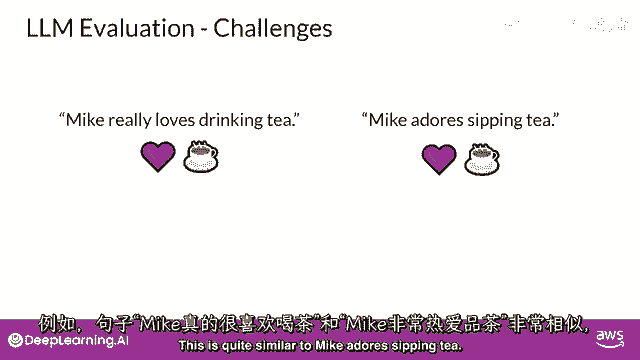 LLM Evaluation - Challenges
“Mike really loves drinking tea.”
“Mike adores sipping tea.”
例如，句子“Mike真的很喜欢喝茶”和“Mike非常热爱品茶”非常相似,
This is quite similar to Mike adores sipping tea.
DeepLearning.AI
aws